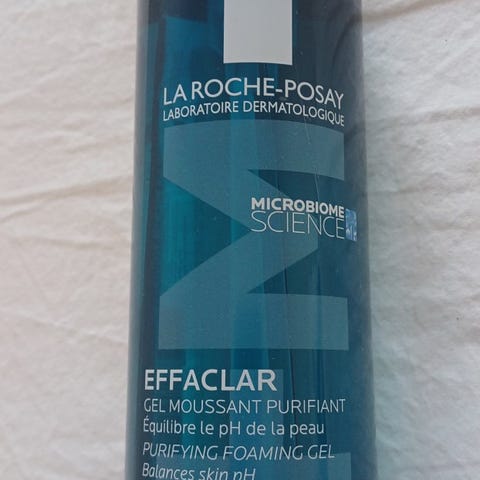 LA ROCHE-POSAY
LABORATOIRE DERMATOLOGIQUE
MICROBIOME
SCIENCE
EFFACLAR
GEL MOUSSANT PURIFIANT
Équilibre le pH de la peau
PURIFYING FOAMING GEL
Balances skin pH